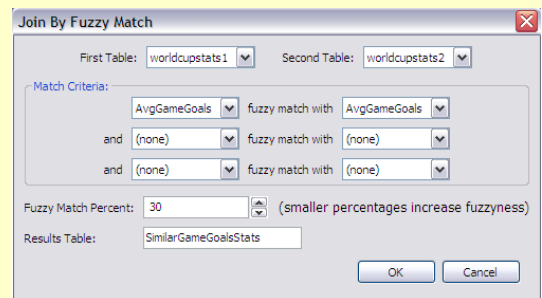 Join By Fuzzy Match
First Table: worldcupstats1 Second Table: worldcupstats2
Match Criteria:
AvgGameGoals fuzzy match with AvgGameGoals
and (none) fuzzy match with (none)
and (none) fuzzy match with (none)
Fuzzy Match Percent: 30 (smaller percentages increase fuzzyness)
Results Table: SimilarGameGoalsStats
OK Cancel